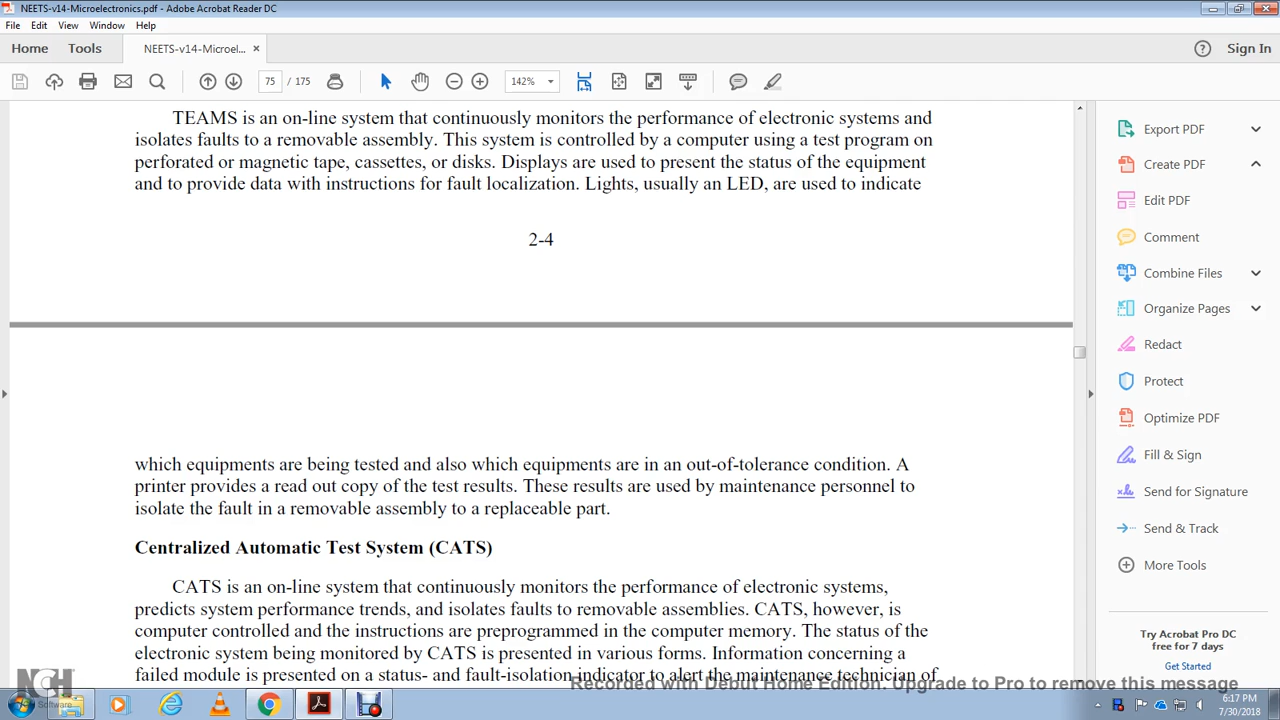 NEETS-v14-Microelectronics.pdf - Adobe Acrobat Reader DC
File Edit View Window Help
Home Tools NEETS-v14-Microel... × Sign In
75 / 175 142%
TEAMS is an on-line system that continuously monitors the performance of electronic systems and
isolates faults to a removable assembly. This system is controlled by a computer using a test program on
perforated or magnetic tape, cassettes, or disks. Displays are used to present the status of the equipment
and to provide data with instructions for fault localization. Lights, usually an LED, are used to indicate
2-4
which equipments are being tested and also which equipments are in an out-of-tolerance condition. A
printer provides a read out copy of the test results. These results are used by maintenance personnel to
isolate the fault in a removable assembly to a replaceable part.
Centralized Automatic Test System (CATS)
CATS is an on-line system that continuously monitors the performance of electronic systems,
predicts system performance trends, and isolates faults to removable assemblies. CATS, however, is
computer controlled and the instructions are preprogrammed in the computer memory. The status of the
electronic system being monitored by CATS is presented in various forms. Information concerning a
failed module is presented on a status- and fault-isolation indicator to alert the maintenance technician of
Export PDF
Create PDF
Edit PDF
Comment
Combine Files
Organize Pages
Redact
Protect
Optimize PDF
Fill & Sign
Send for Signature
Send & Track
More Tools
Try Acrobat Pro DC
free for 7 days
Get Started
Recorded with Debut Home Edition. Upgrade to Pro to remove this message
NCH
Software
6:17 PM
7/30/2018